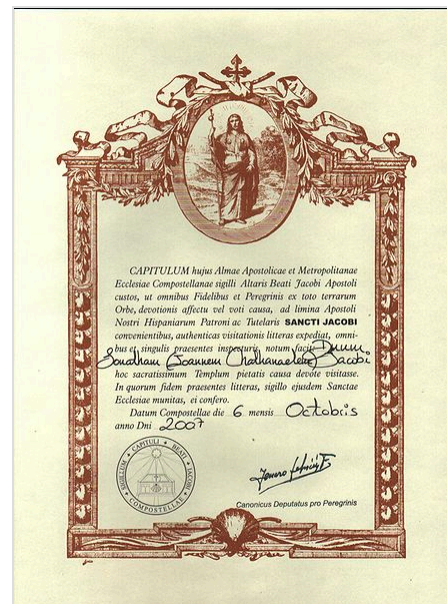 CAPITULUM hujus Almae Apostolicae et Metropolitanae
Ecclesiae Compostellanae sigilli Altaris Beati Jacobi Apostoli
custos, ut omnibus Fidelibus et Peregrinis ex toto terrarum
Orbe, devotionis affectu vel voti causa, ad limina Apostoli
Nostri Hispaniarum Patroni ac Tutelaris SANCTI JACOBI
convenientibus, authenticas visitationis litteras expediat, omni-
bus et singulis praesentes inspecturis, notum facit: Dnum
Ioannem Jacobi
hoc sacratissimum Templum pietatis causa devote visitasse.
In quorum fidem praesentes litteras, sigillo ejusdem Sanctae
Ecclesiae munitas, ei confero.
Datum Compostellae die 6 mensis Octobris
anno Dni 2007
SIGILLUM CAPITULI BEATI JACOBI COMPOSTELLAE
Canonicus Deputatus pro Peregrinis